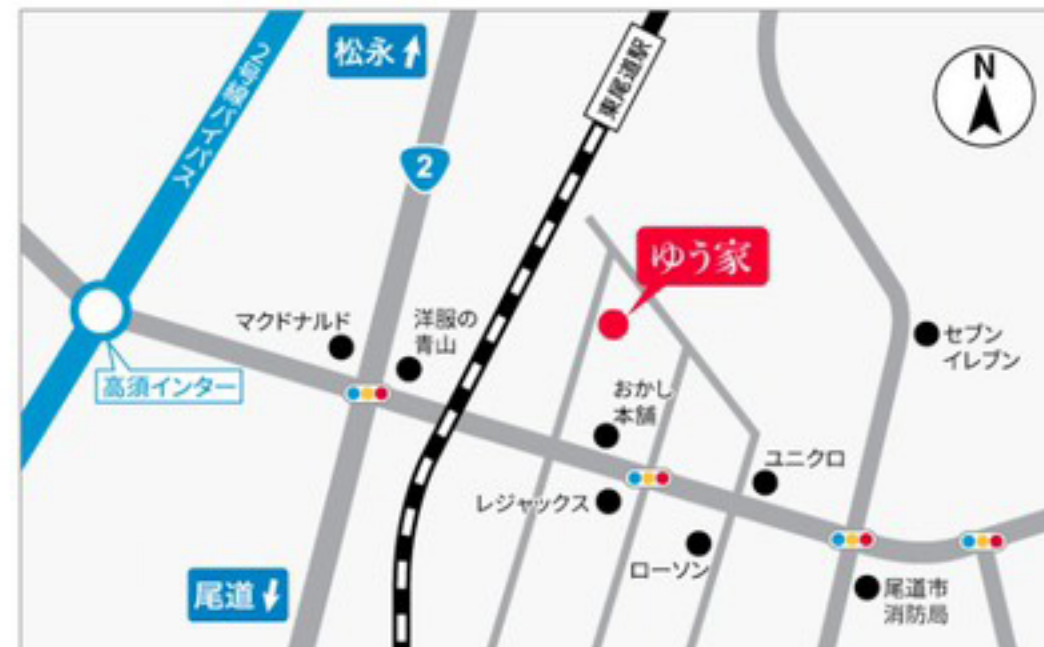 2号線バイパス
松永
2
東尾道駅
N
ゆう家
マクドナルド
洋服の
青山
高須インター
セブン
イレブン
おかし
本舗
ユニクロ
レジャックス
ローソン
尾道
尾道市
消防局